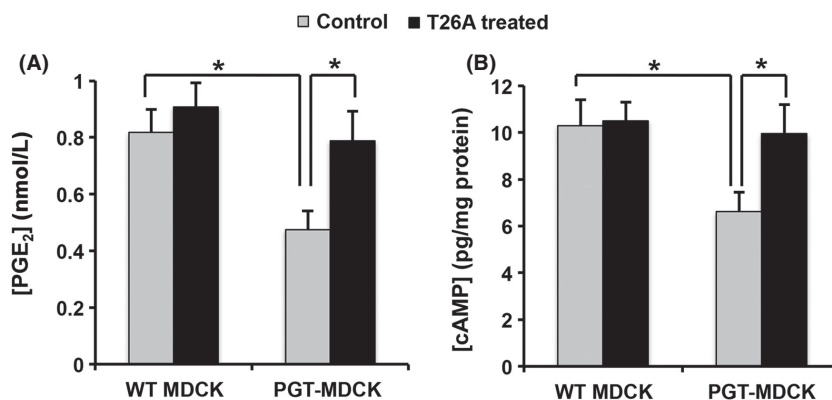 Control T26A treated
(A)
[PGE₂] (nmol/L)
1
0.8
0.6
0.4
0.2
0
* *
WT MDCK PGT-MDCK
(B)
[cAMP] (pg/mg protein)
12
10
8
6
4
2
0
* *
WT MDCK PGT-MDCK